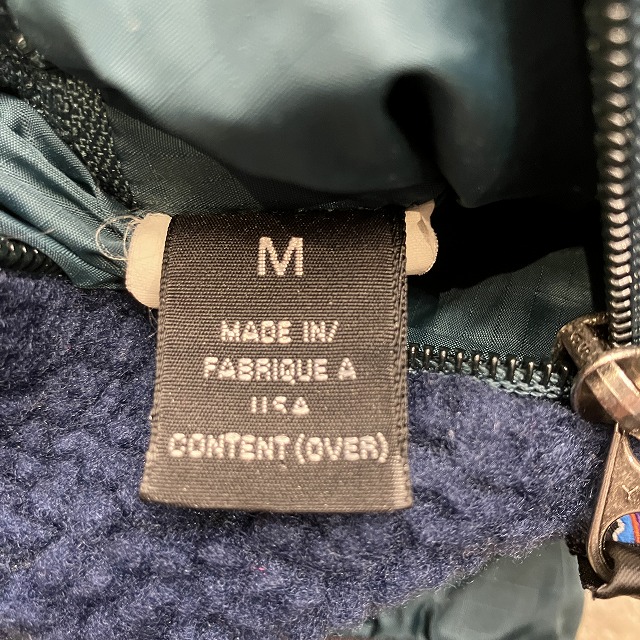 M
MADE IN/
FABRIQUE A
USA
CONTENT (OVER)